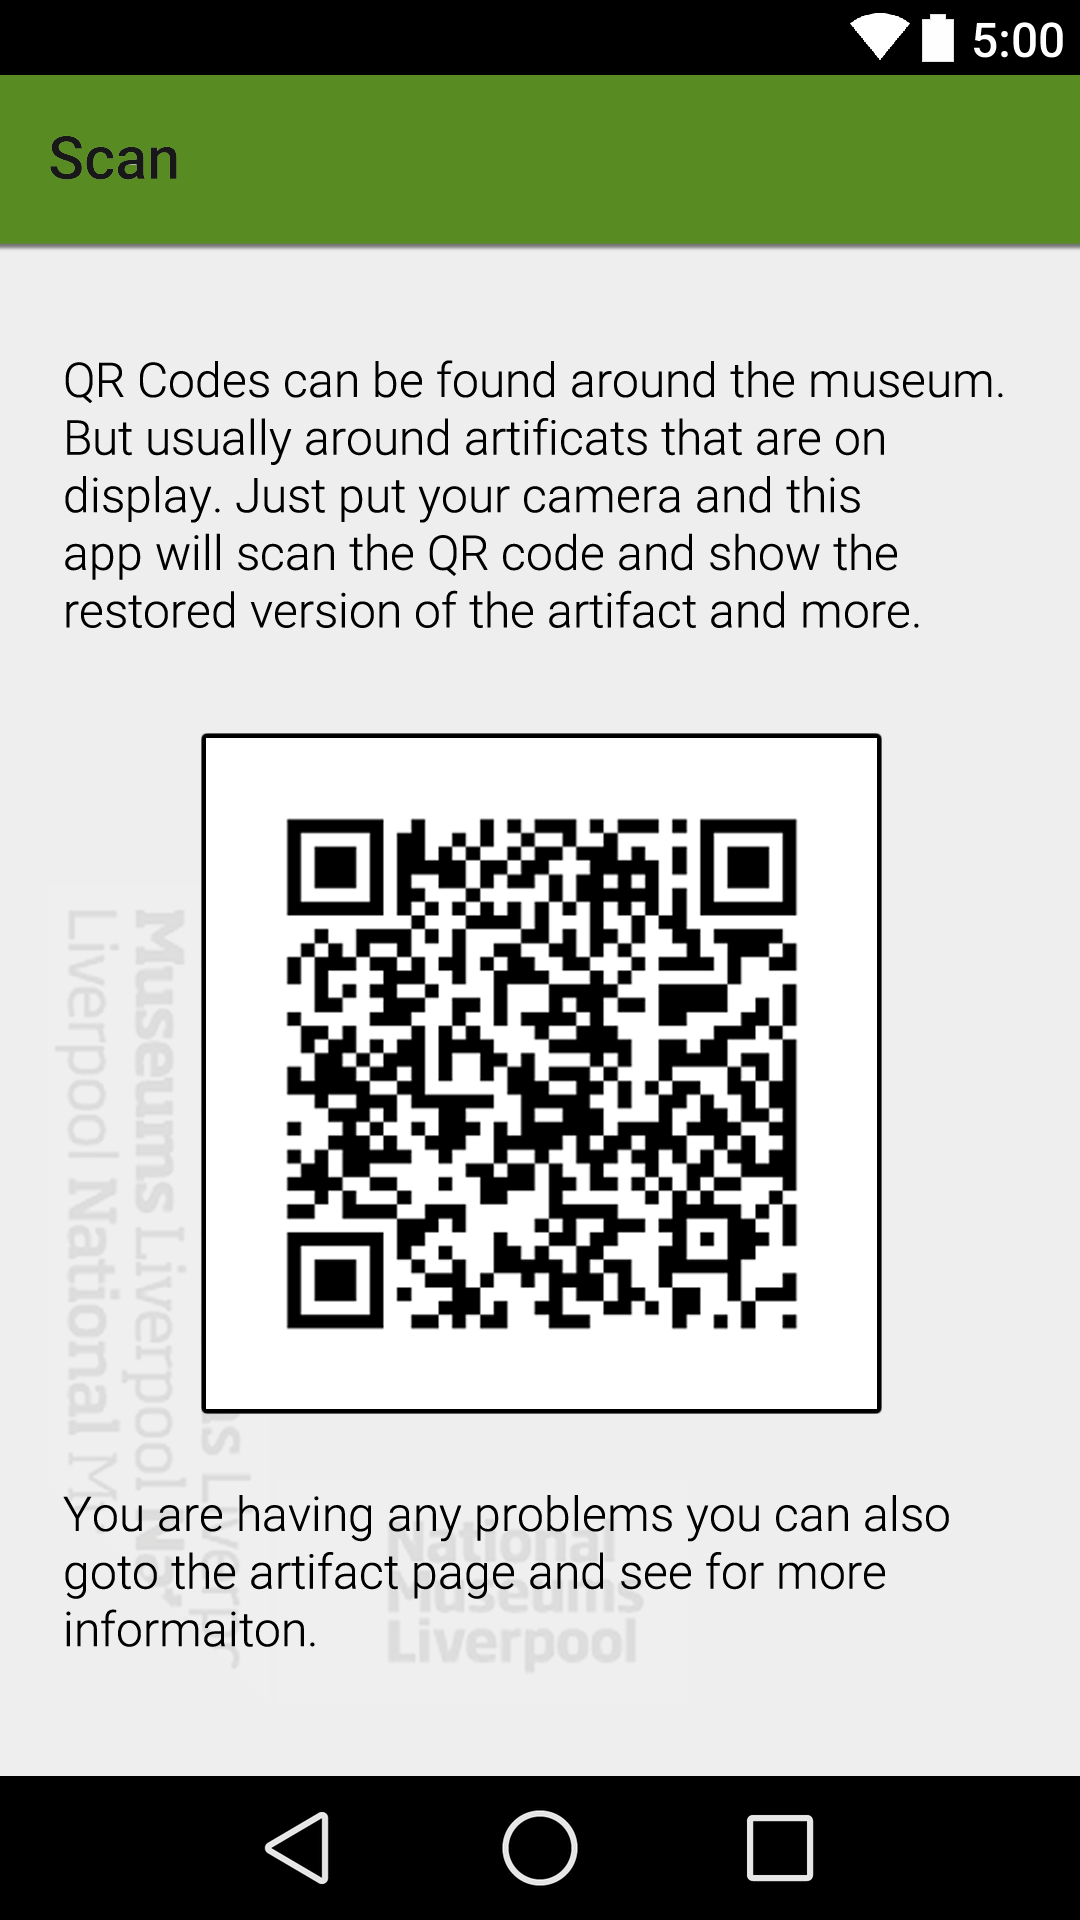 5:00
Scan
QR Codes can be found around the museum.
But usually around artificats that are on
display. Just put your camera and this
app will scan the QR code and show the
restored version of the artifact and more.
Museums Liverpool Na
Liverpool National M
ns Liverpr
You are having any problems you can also
goto the artifact page and see for more
informaiton.
National
Museums
Liverpool